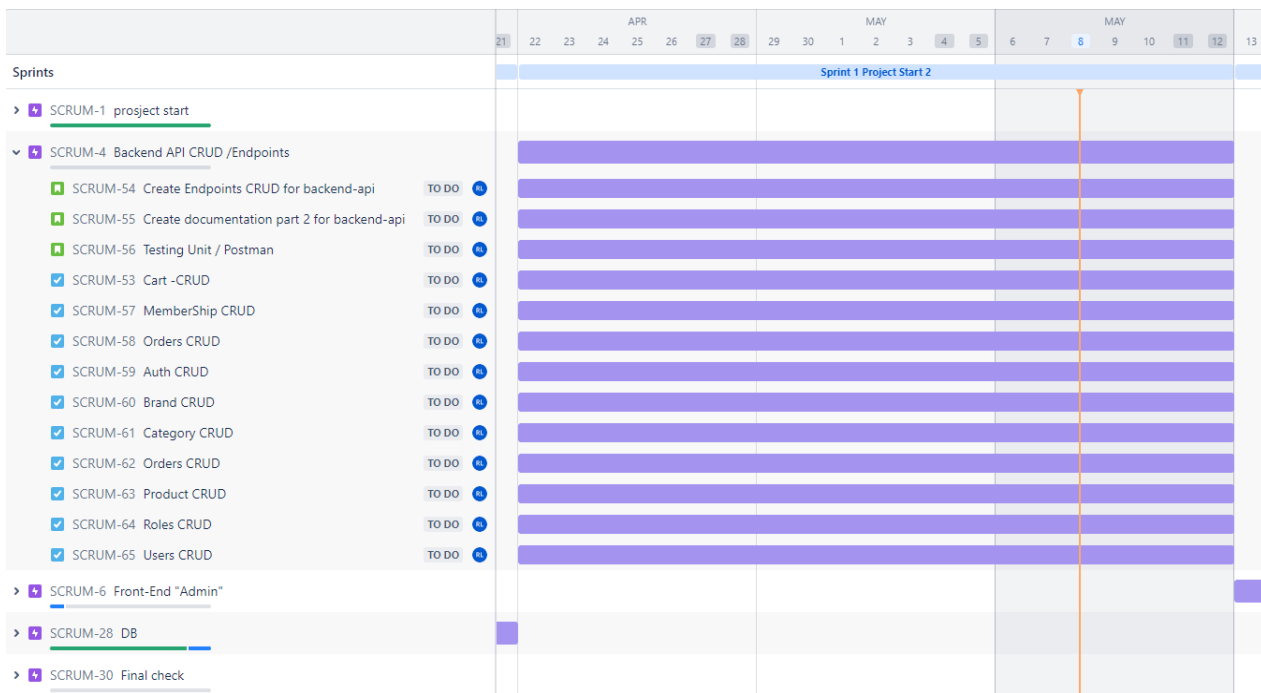 APR MAY MAY
21 22 23 24 25 26 27 28 29 30 1 2 3 4 5 6 7 8 9 10 11 12 13
Sprints Sprint 1 Project Start 2
SCRUM-1 prosject start
SCRUM-4 Backend API CRUD /Endpoints
SCRUM-54 Create Endpoints CRUD for backend-api TO DO RL
SCRUM-55 Create documentation part 2 for backend-api TO DO RL
SCRUM-56 Testing Unit / Postman TO DO RL
SCRUM-53 Cart -CRUD TO DO RL
SCRUM-57 MemberShip CRUD TO DO RL
SCRUM-58 Orders CRUD TO DO RL
SCRUM-59 Auth CRUD TO DO RL
SCRUM-60 Brand CRUD TO DO RL
SCRUM-61 Category CRUD TO DO RL
SCRUM-62 Orders CRUD TO DO RL
SCRUM-63 Product CRUD TO DO RL
SCRUM-64 Roles CRUD TO DO RL
SCRUM-65 Users CRUD TO DO RL
SCRUM-6 Front-End "Admin"
SCRUM-28 DB
SCRUM-30 Final check